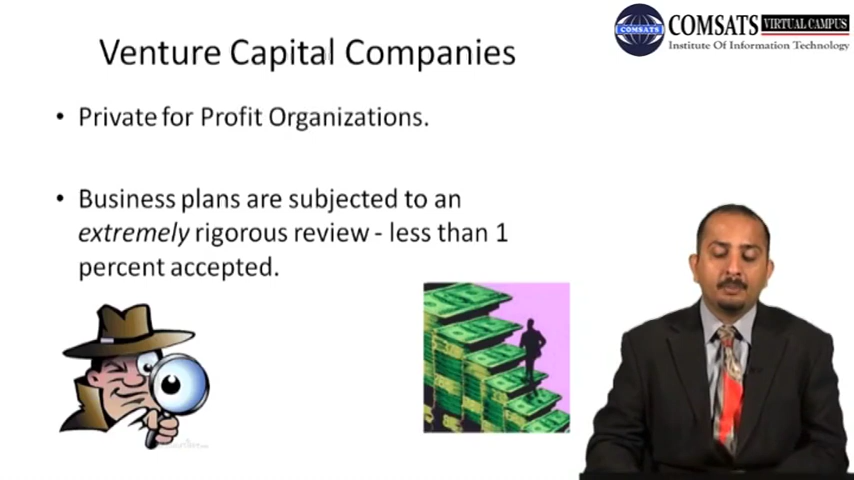 COMSATS VIRTUAL CAMPUS
Institute Of Information Technology
COMSATS
Venture Capital Companies
• Private for Profit Organizations.
• Business plans are subjected to an
extremely rigorous review - less than 1
percent accepted.